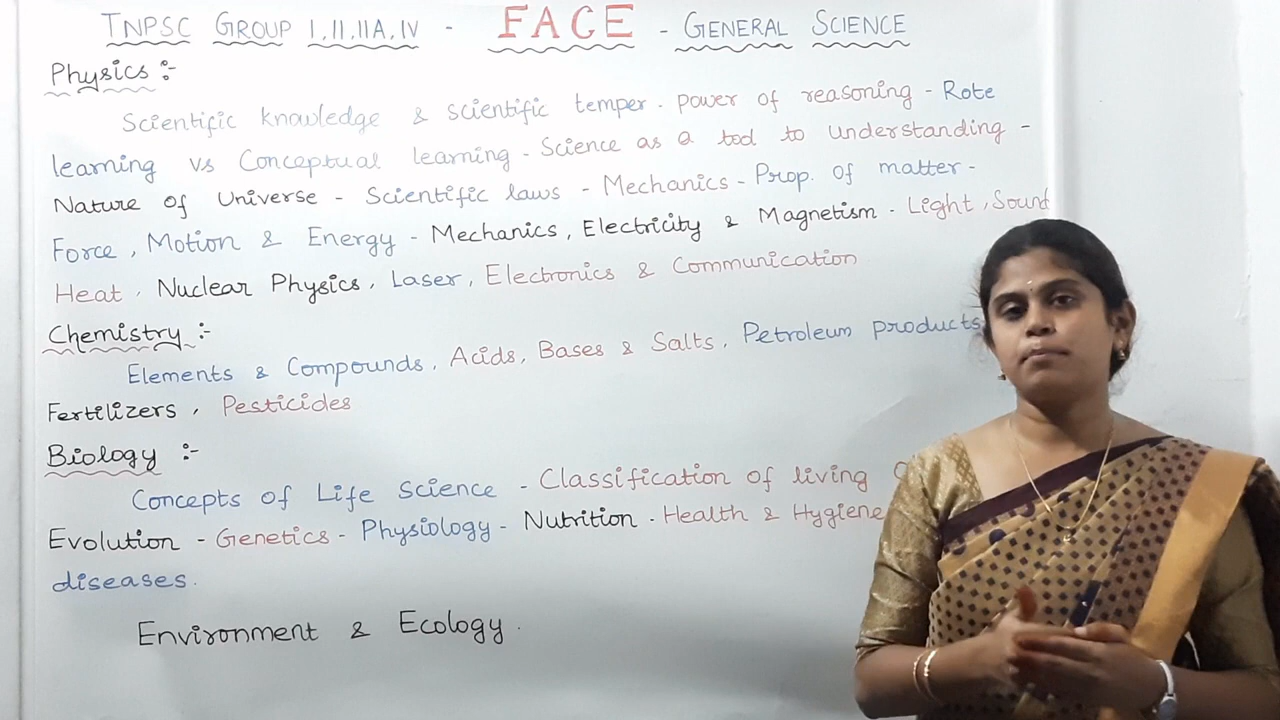 TNPSC GROUP I, II, IIA, IV - FACE - GENERAL SCIENCE
Physics :-
Scientific knowledge & scientific temper. power of reasoning - Rote
learning vs Conceptual learning - Science as a tool to understanding -
Nature of Universe - Scientific laws - Mechanics - Prop. of matter -
Force, Motion & Energy - Mechanics, Electricity & Magnetism - Light, Sound
Heat, Nuclear Physics, Laser, Electronics & Communication
Chemistry :-
Elements & Compounds, Acids, Bases & Salts, Petroleum products
Fertilizers, Pesticides
Biology :-
Concepts of Life Science - Classification of living
Evolution - Genetics - Physiology - Nutrition - Health & Hygiene
diseases.
Environment & Ecology.